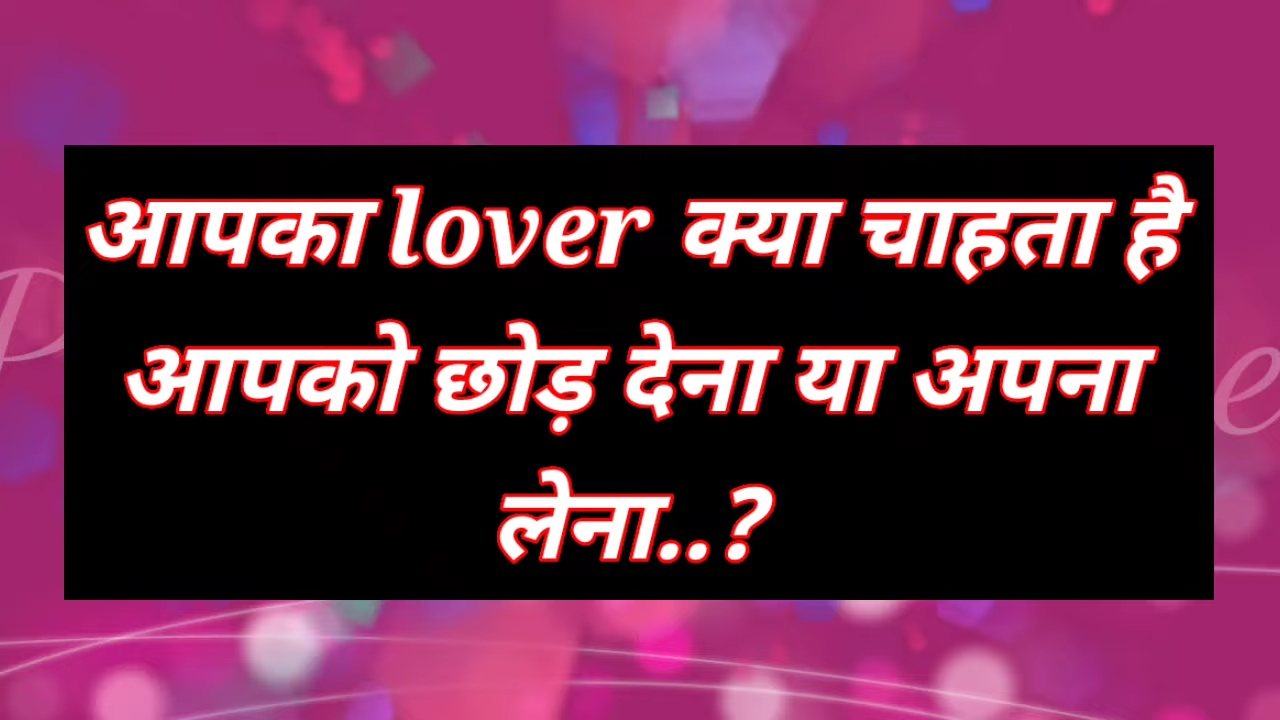 आपका lover क्या चाहता है
आपको छोड़ देना या अपना
लेना..?